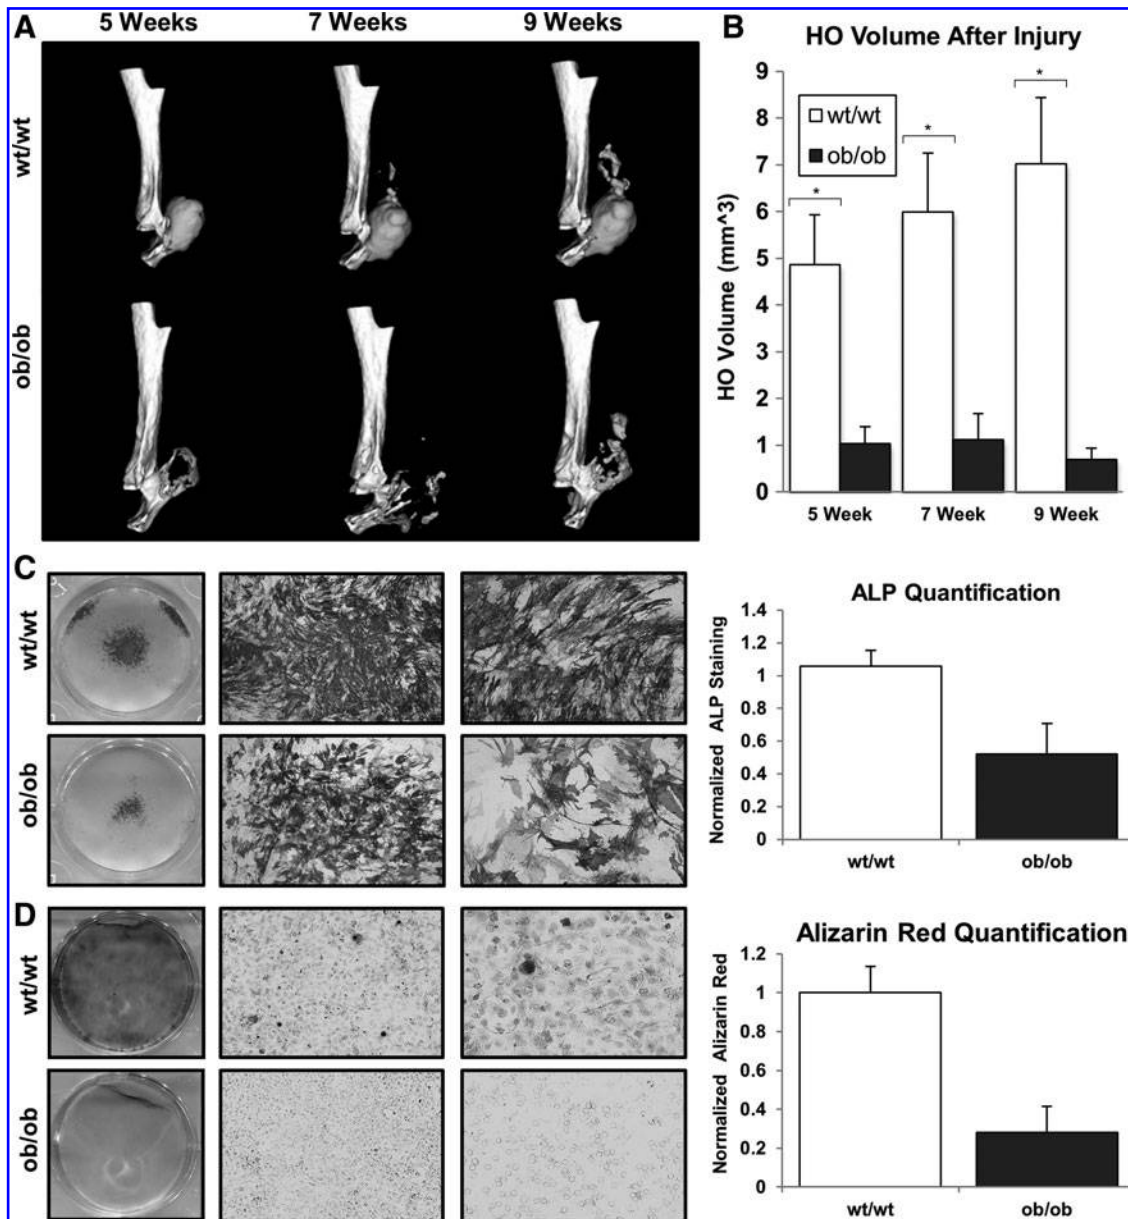 A
5 Weeks 7 Weeks 9 Weeks
wt/wt
ob/ob
B
HO Volume After Injury
HO Volume (mm^3)
9
8
7
6
5
4
3
2
1
0
wt/wt
ob/ob
*
*
*
5 Week 7 Week 9 Week
C
wt/wt
ob/ob
ALP Quantification
Normalized ALP Staining
1.4
1.2
1
0.8
0.6
0.4
0.2
0
wt/wt ob/ob
D
wt/wt
ob/ob
Alizarin Red Quantification
Normalized Alizarin Red
1.2
1
0.8
0.6
0.4
0.2
0
wt/wt ob/ob